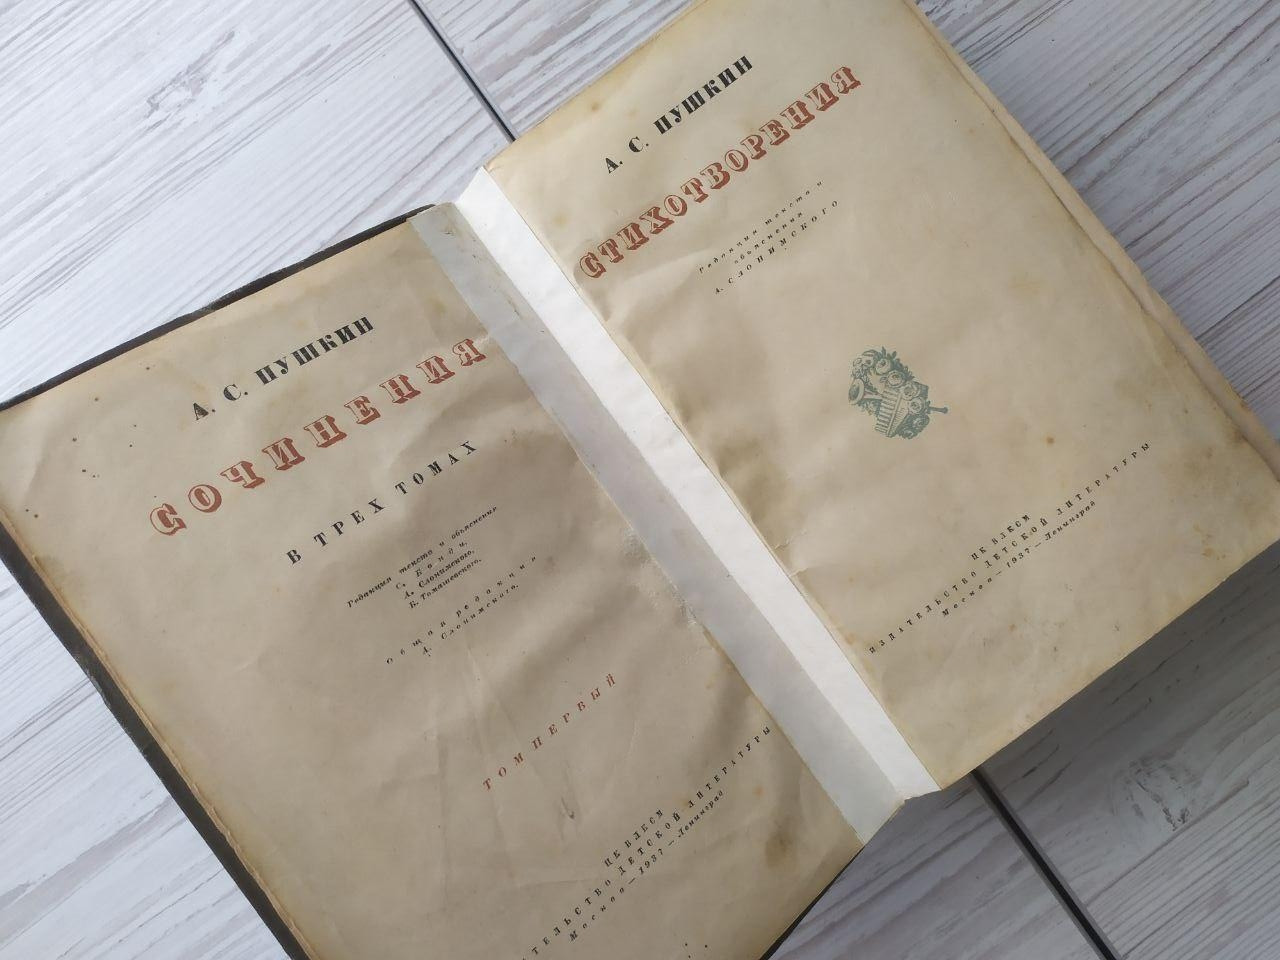 А. С. ПУШКИН
СОЧИНЕНИЯ
В ТРЕХ ТОМАХ
Редакция текста и объяснения
С. Бонди,
А. Слонимского,
Б. Томашевского.
Общая редакция
А. Слонимского.
ТОМ ПЕРВЫЙ
ЦК ВЛКСМ
ТЕЛЬСТВО ДЕТСКОЙ ЛИТЕРАТУРЫ
Москва — 1937 — Ленинград
А. С. ПУШКИН
СТИХОТВОРЕНИЯ
Редакция текста и
объяснения
А. СЛОНИМСКОГО
ЦК ВЛКСМ
ИЗДАТЕЛЬСТВО ДЕТСКОЙ ЛИТЕРАТУРЫ
Москва — 1937 — Ленинград